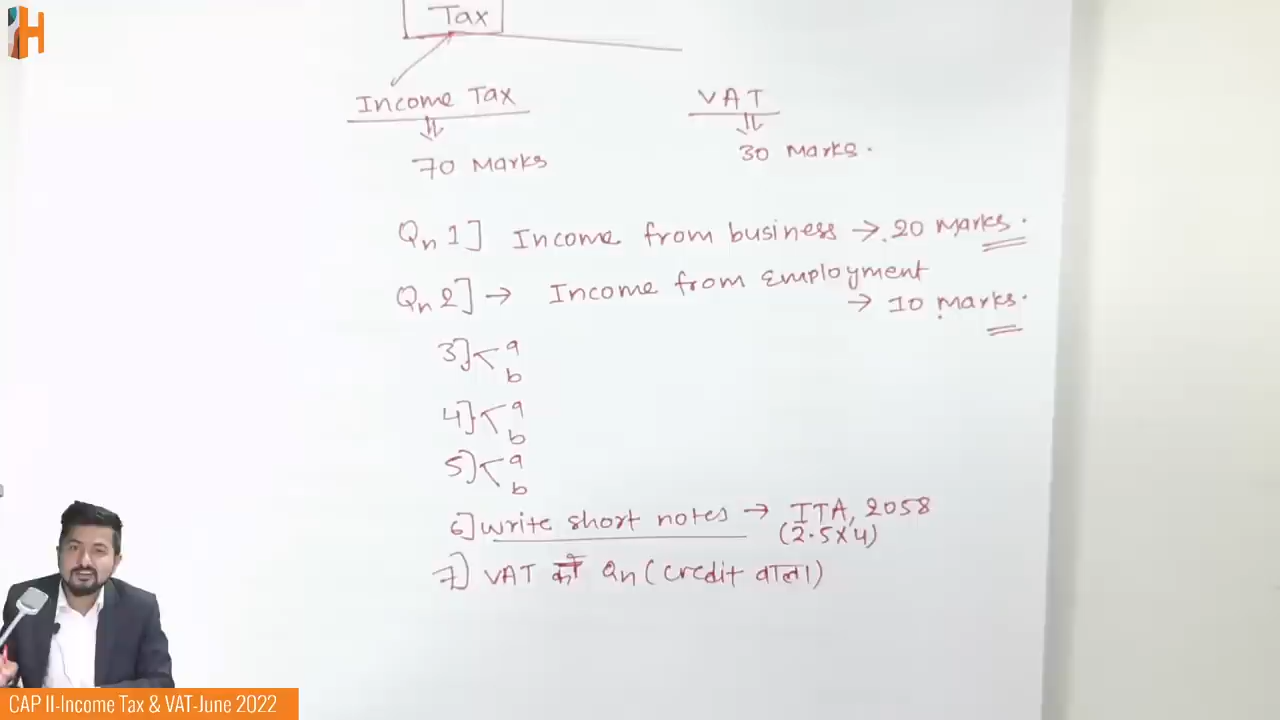 H
Tax
Income Tax
VAT
70 Marks
30 Marks.
Qn 1] Income from business → 20 Marks.
Qn 2] → Income from Employment
→ 10 Marks.
3] a
b
4] a
b
5] a
b
6] write short notes → ITA, 2058
(2.5×4)
7] VAT को Qn (credit वाला)
CAP II-Income Tax & VAT-June 2022